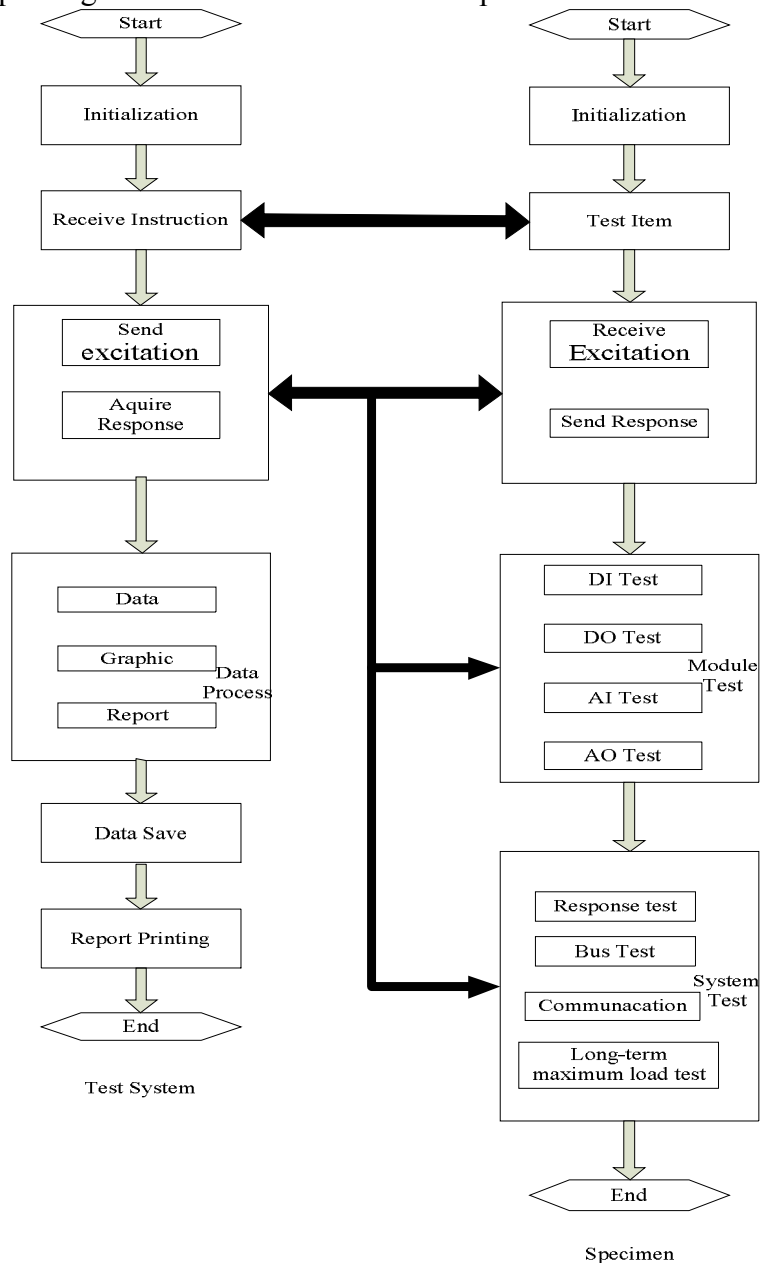 Start
Initialization
Receive Instruction
Send
excitation
Aquire
Response
Data
Graphic
Report
Data
Process
Data Save
Report Printing
End
Test System
Start
Initialization
Test Item
Receive
Excitation
Send Response
DI Test
DO Test
AI Test
AO Test
Module
Test
Response test
Bus Test
Communacation
Long-term
maximum load test
System
Test
End
Specimen